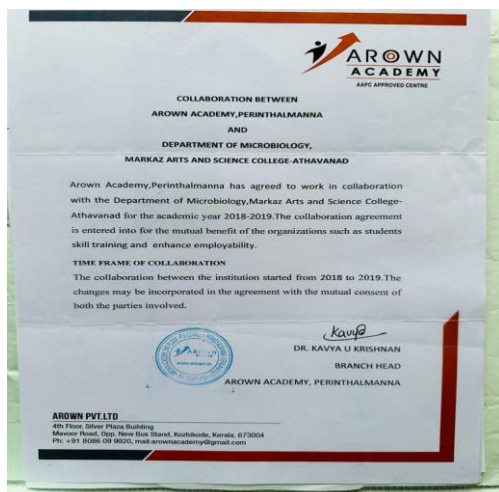 AROWN
ACADEMY
AAPC APPROVED CENTRE
COLLABORATION BETWEEN
AROWN ACADEMY,PERINTHALMANNA
AND
DEPARTMENT OF MICROBIOLOGY,
MARKAZ ARTS AND SCIENCE COLLEGE-ATHAVANAD
Arown Academy,Perinthalmanna has agreed to work in collaboration
with the Department of Microbiology,Markaz Arts and Science College-
Athavanad for the academic year 2018-2019.The collaboration agreement
is entered into for the mutual benefit of the organizations such as students
skill training and enhance employability.
TIME FRAME OF COLLABORATION
The collaboration between the institution started from 2018 to 2019.The
changes may be incorporated in the agreement with the mutual consent of
both the parties involved.
Kavya
DR. KAVYA U KRISHNAN
BRANCH HEAD
AROWN ACADEMY, PERINTHALMANNA
AROWN
AROWN PVT.LTD
4th Floor, Silver Plaza Building
Mavoor Road, Opp. New Bus Stand, Kozhikode, Kerala, 673004
Ph: +91 8086 09 9920, mail:arownacademy@gmail.com